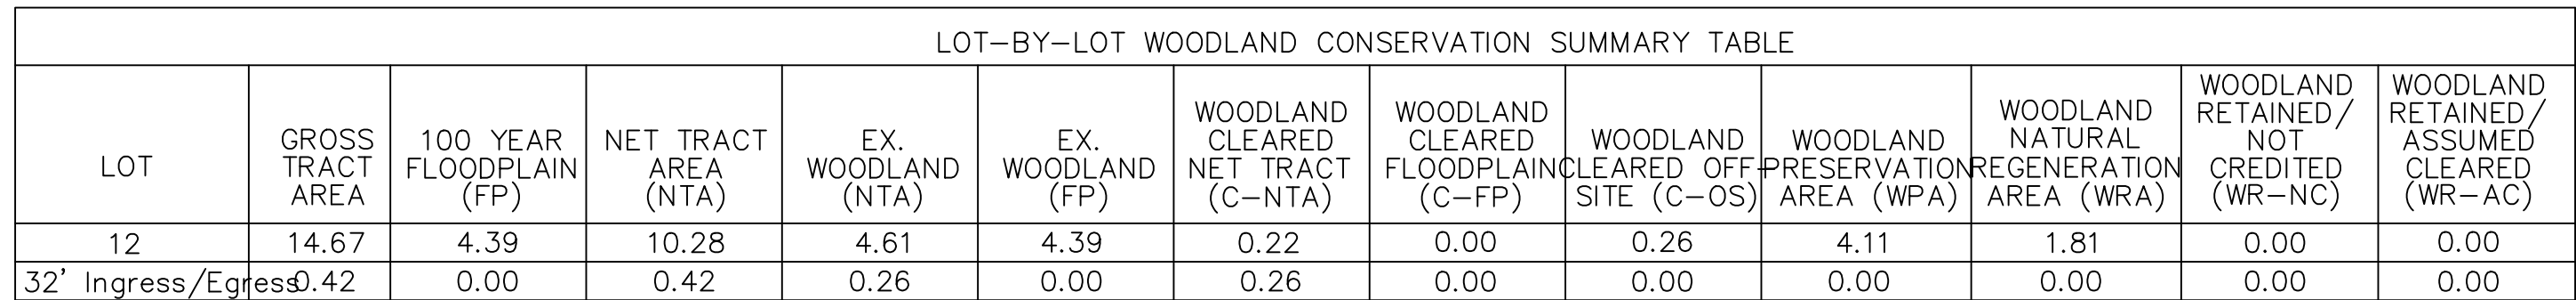 LOT-BY-LOT WOODLAND CONSERVATION SUMMARY TABLE
LOT
GROSS
TRACT
AREA
100 YEAR
FLOODPLAIN
(FP)
NET TRACT
AREA
(NTA)
EX.
WOODLAND
(NTA)
EX.
WOODLAND
(FP)
WOODLAND
CLEARED
NET TRACT
(C-NTA)
WOODLAND
CLEARED
FLOODPLAIN
(C-FP)
WOODLAND
CLEARED OFF-
SITE (C-OS)
WOODLAND
PRESERVATION
AREA (WPA)
WOODLAND
NATURAL
REGENERATION
AREA (WRA)
WOODLAND
RETAINED/
NOT
CREDITED
(WR-NC)
WOODLAND
RETAINED/
ASSUMED
CLEARED
(WR-AC)
12 14.67 4.39 10.28 4.61 4.39 0.22 0.00 0.26 4.11 1.81 0.00 0.00
32' Ingress/Egress 0.42 0.00 0.42 0.26 0.00 0.26 0.00 0.00 0.00 0.00 0.00 0.00